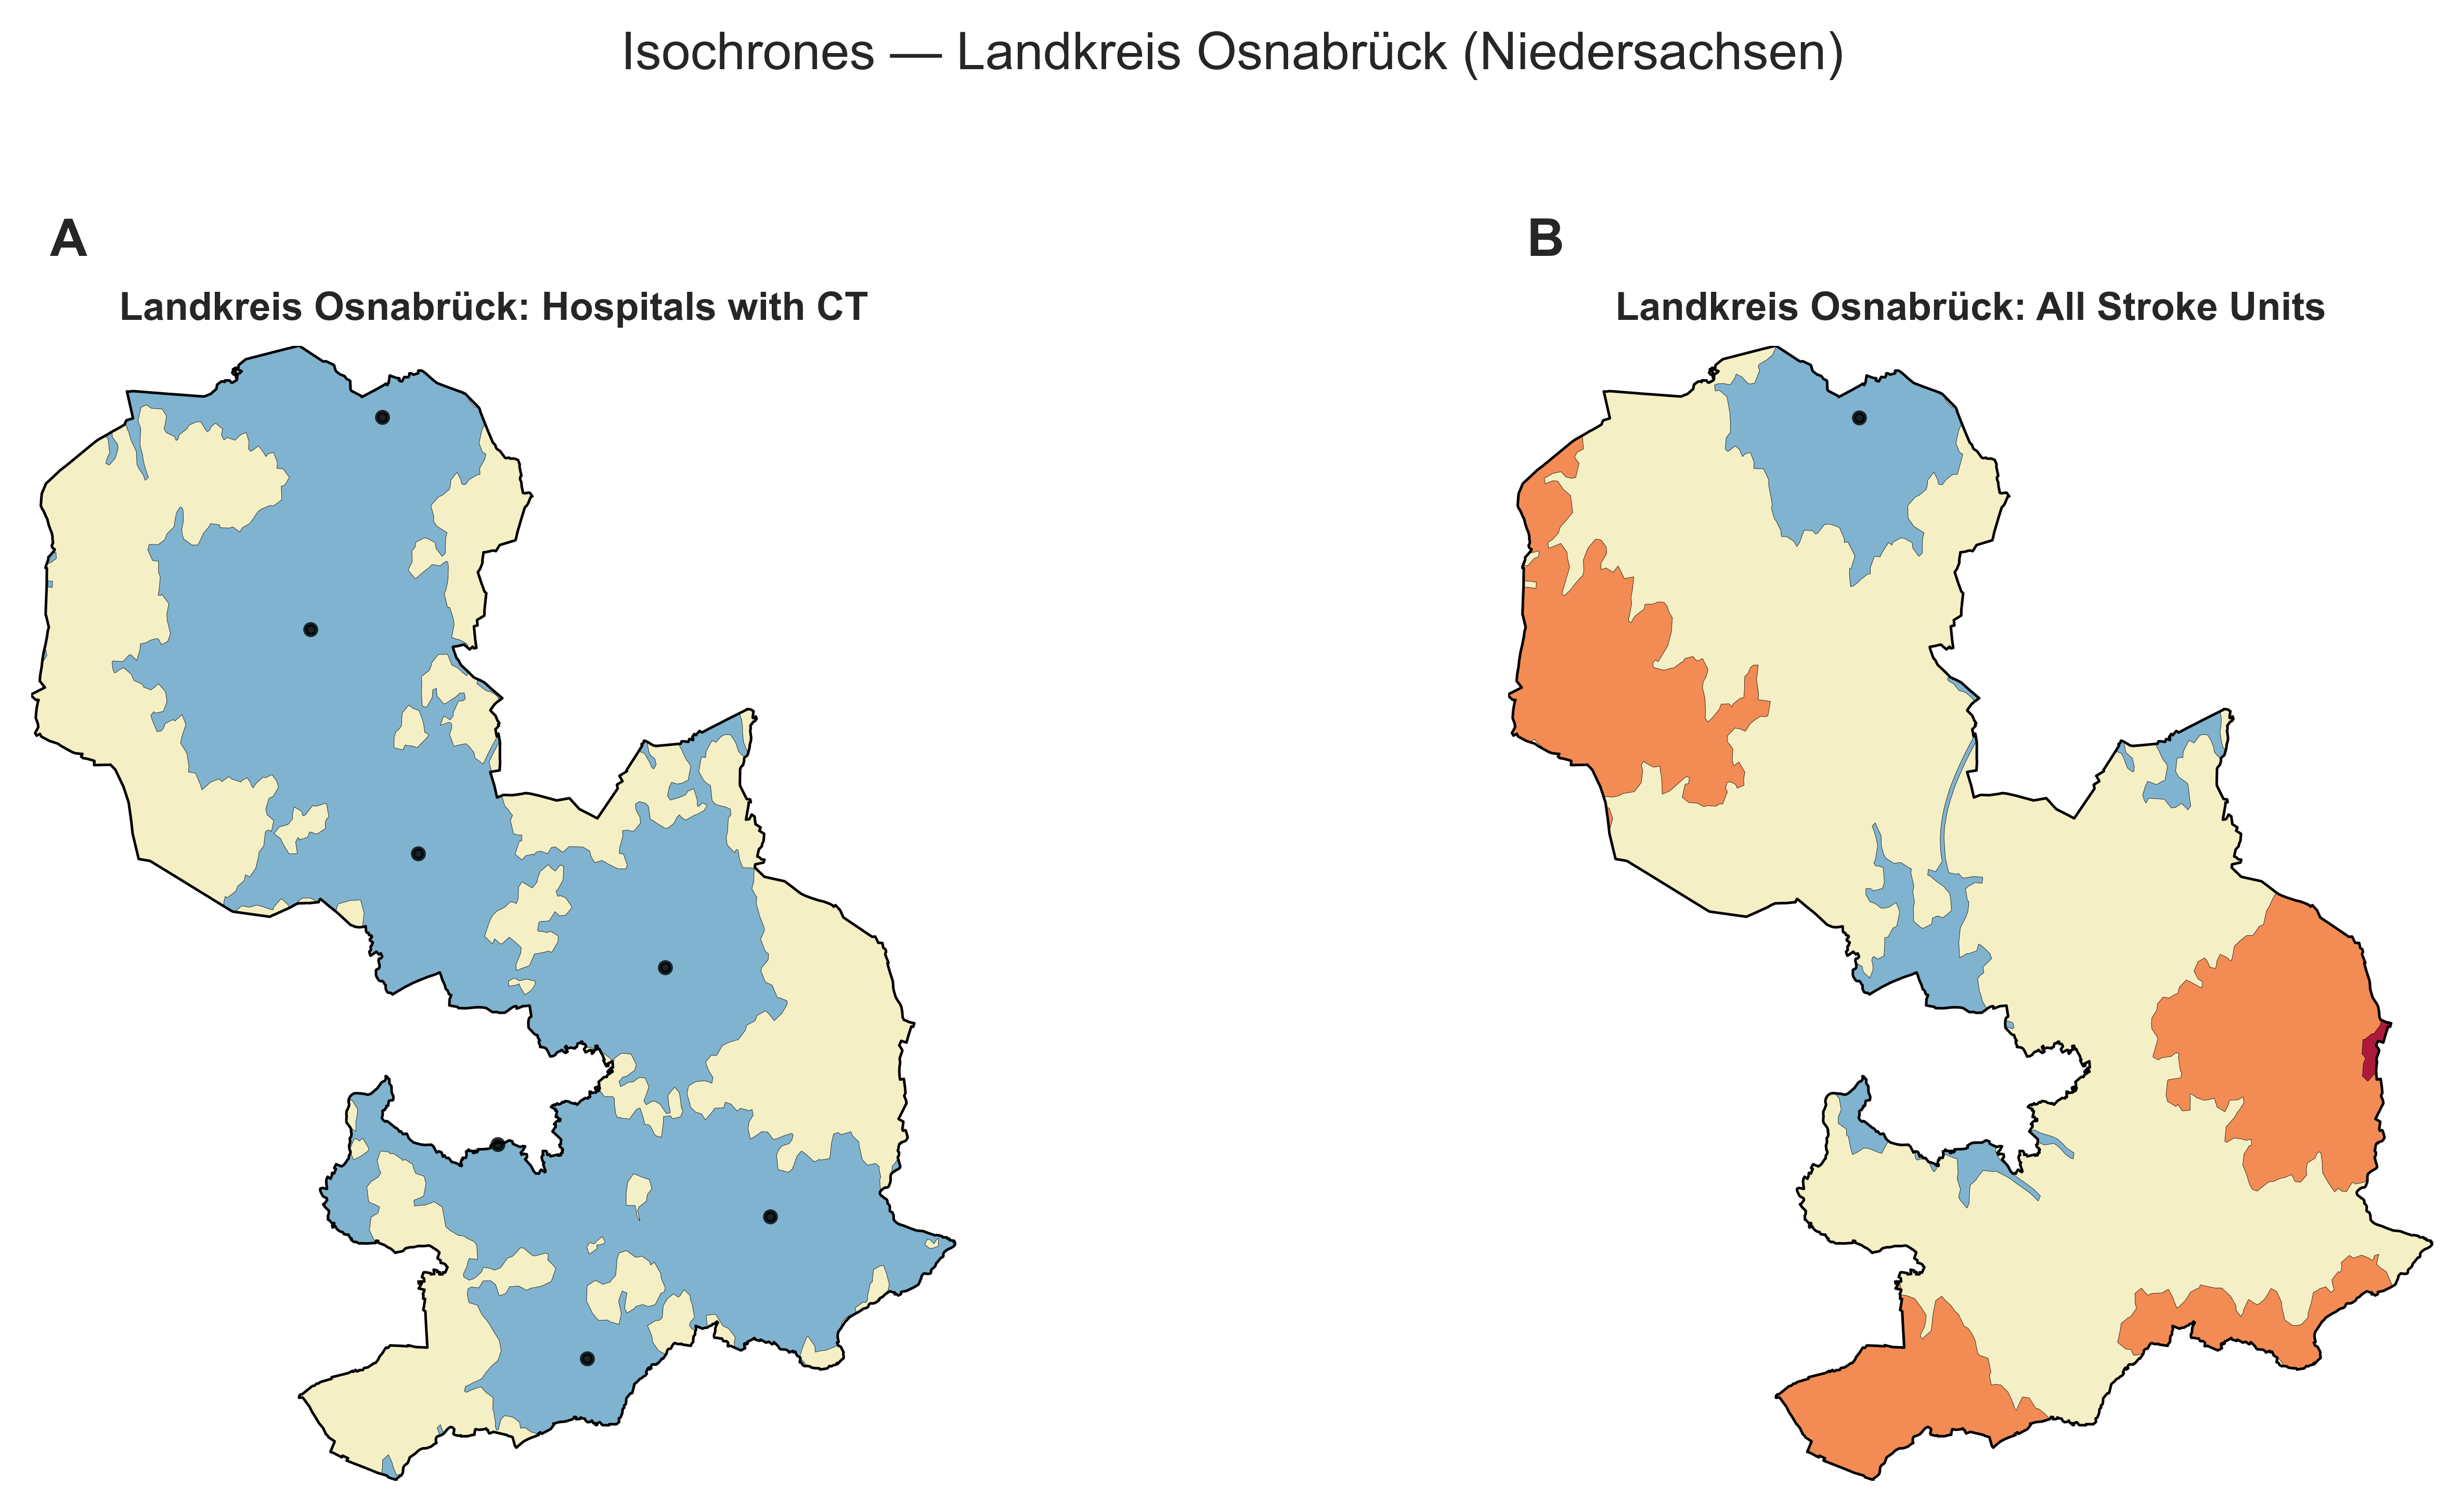 Isochrones — Landkreis Osnabrück (Niedersachsen)
A
Landkreis Osnabrück: Hospitals with CT
B
Landkreis Osnabrück: All Stroke Units